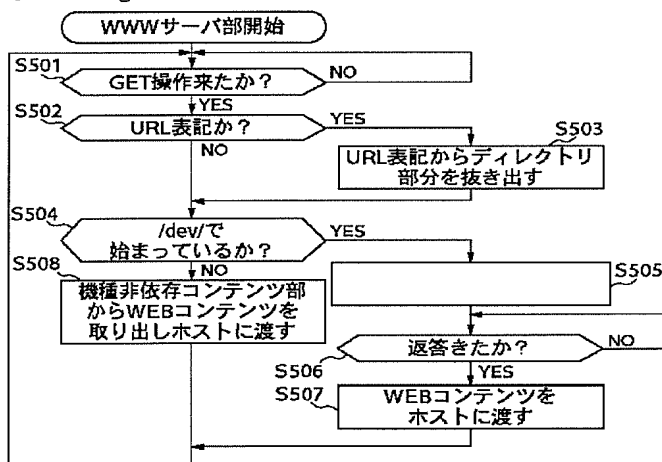 WWWサーバ部開始
S501
GET操作来たか？
NO
YES
S502
URL表記か？
YES
NO
S503
URL表記からディレクトリ
部分を抜き出す
S504
/dev/で
始まっているか？
YES
NO
S508
機種非依存コンテンツ部
からWEBコンテンツを
取り出しホストに渡す
S505
返答きたか？
NO
S506
YES
S507
WEBコンテンツを
ホストに渡す